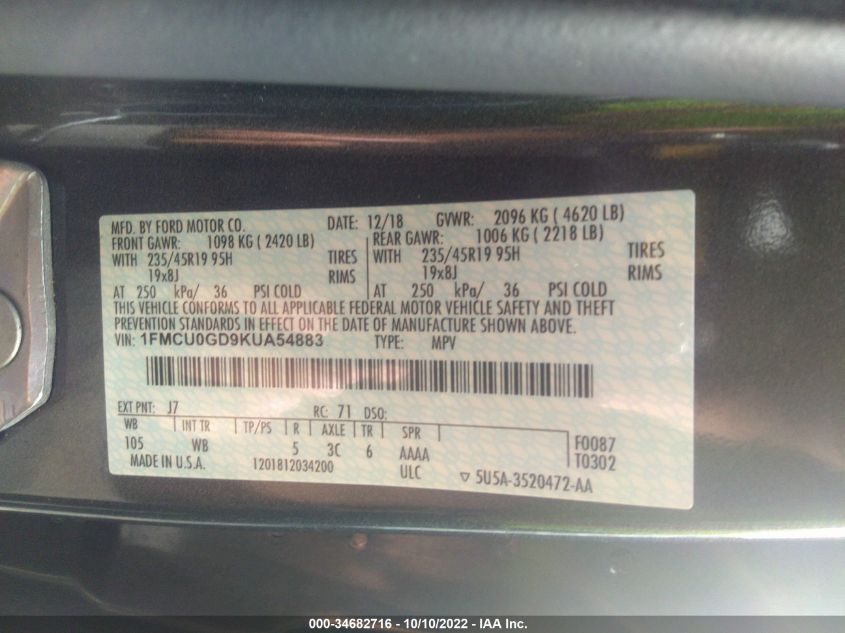 MFD. BY FORD MOTOR CO. DATE: 12/18 GVWR: 2096 KG ( 4620 LB)
FRONT GAWR: 1098 KG ( 2420 LB) REAR GAWR: 1006 KG ( 2218 LB)
WITH 235/45R19 95H TIRES WITH 235/45R19 95H TIRES
19x8J RIMS 19x8J RIMS
AT 250 kPa/ 36 PSI COLD AT 250 kPa/ 36 PSI COLD
THIS VEHICLE CONFORMS TO ALL APPLICABLE FEDERAL MOTOR VEHICLE SAFETY AND THEFT
PREVENTION STANDARDS IN EFFECT ON THE DATE OF MANUFACTURE SHOWN ABOVE.
VIN: 1FMCU0GD9KUA54883 TYPE: MPV
EXT PNT: J7 RC: 71 DSO:
WB INT TR TP/PS R AXLE TR SPR F0087
105 WB 5 3C 6 AAAA T0302
MADE IN U.S.A. 1201812034200 ULC 5U5A-3520472-AA
000-34682716 - 10/10/2022 - IAA Inc.